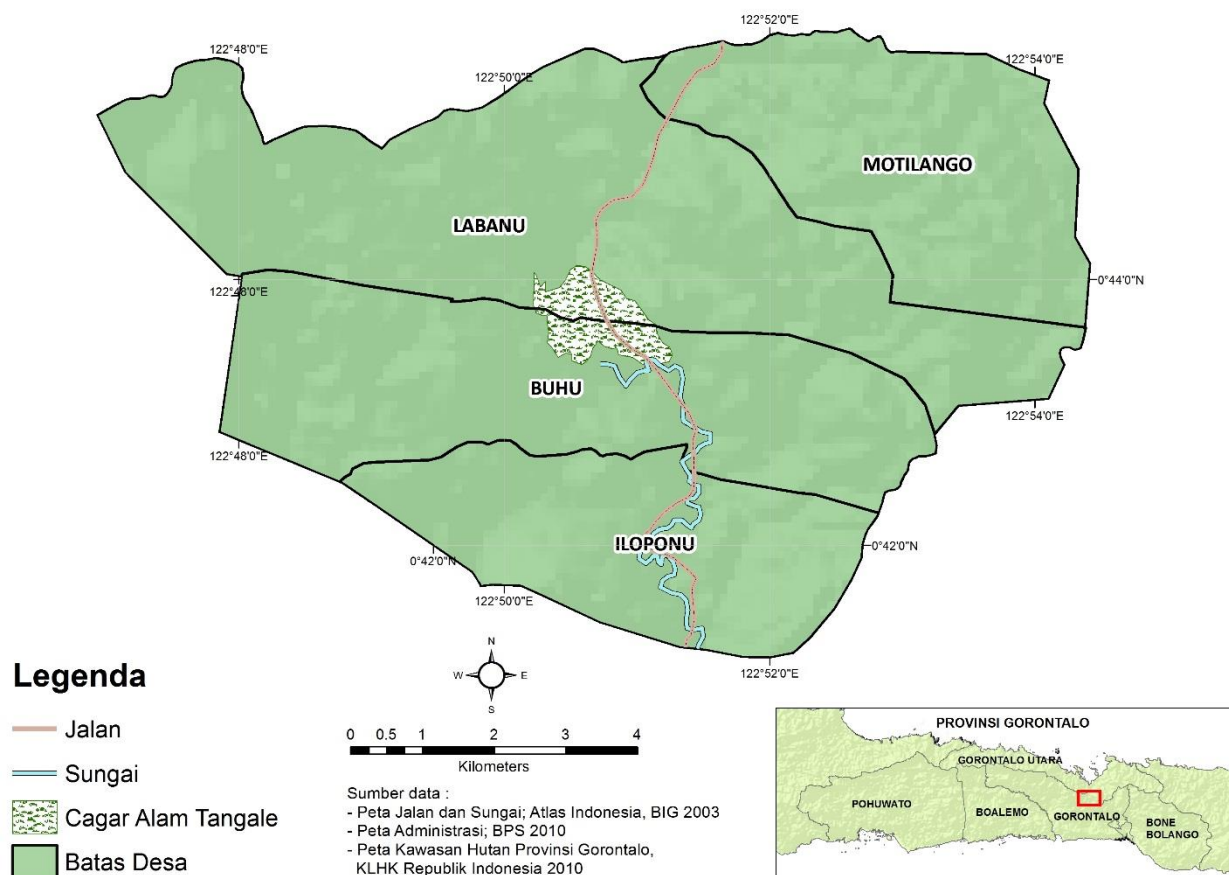 122°52'0"E
122°48'0"E
122°54'0"E
122°50'0"E
MOTILANGO
LABANU
122°48'0"E
0°44'0"N
BUHU
122°54'0"E
122°48'0"E
ILOPONU
0°42'0"N
0°42'0"N
122°50'0"E
122°52'0"E
N
W
E
S
Legenda
Jalan
Sungai
Cagar Alam Tangale
Batas Desa
0 0.5 1 2 3 4
Kilometers
Sumber data :
- Peta Jalan dan Sungai; Atlas Indonesia, BIG 2003
- Peta Administrasi; BPS 2010
- Peta Kawasan Hutan Provinsi Gorontalo,
KLHK Republik Indonesia 2010
PROVINSI GORONTALO
GORONTALO UTARA
POHUWATO
BOALEMO
GORONTALO
BONE
BOLANGO